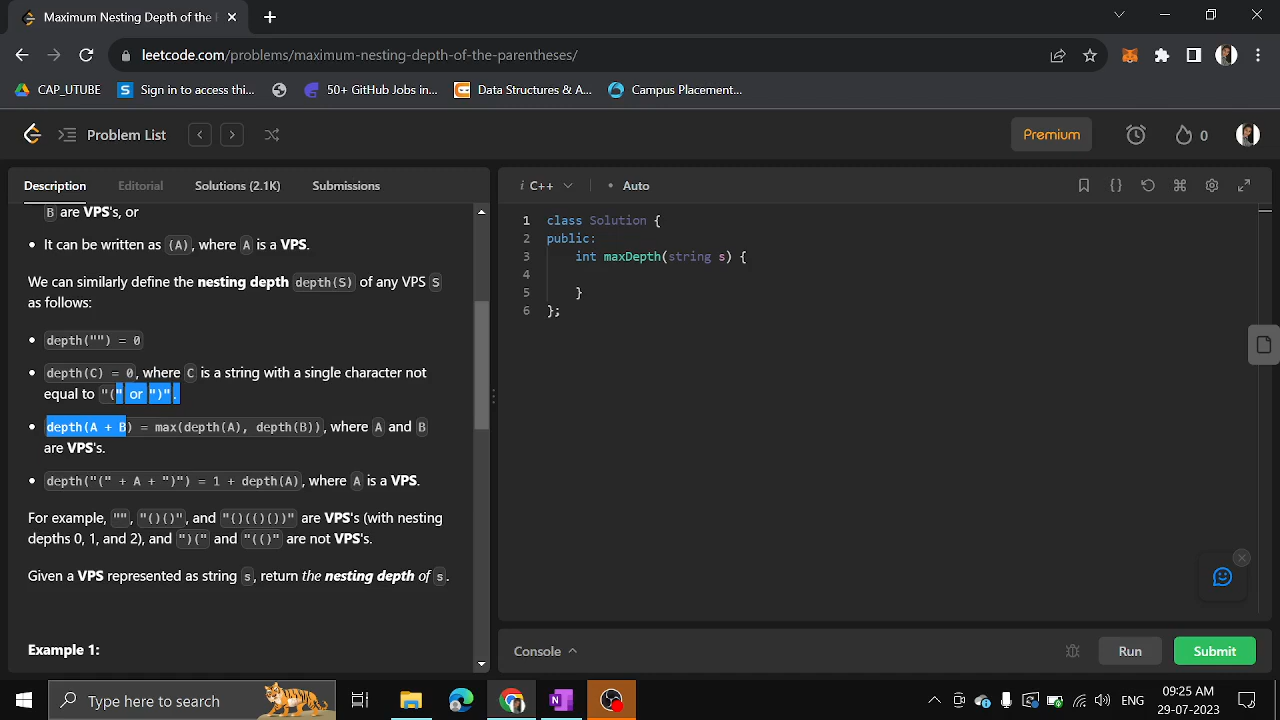 Maximum Nesting Depth of the
leetcode.com/problems/maximum-nesting-depth-of-the-parentheses/
CAP_UTUBE
Sign in to access thi...
50+ GitHub Jobs in...
Data Structures & A...
Campus Placement...
Problem List
Premium
0
Description
Editorial
Solutions (2.1K)
Submissions
B are VPS's, or
• It can be written as (A), where A is a VPS.
We can similarly define the nesting depth depth(S) of any VPS S
as follows:
• depth("") = 0
• depth(C) = 0, where C is a string with a single character not
equal to "(" or ")".
• depth(A + B) = max(depth(A), depth(B)), where A and B
are VPS's.
• depth("(" + A + ")") = 1 + depth(A), where A is a VPS.
For example, "", "()()", and "()(()())" are VPS's (with nesting
depths 0, 1, and 2), and ")(" and "(()" are not VPS's.
Given a VPS represented as string s, return the nesting depth of s.
Example 1:
i C++
• Auto
1 class Solution {
2 public:
3 int maxDepth(string s) {
4
5 }
6 };
Console
Run
Submit
Type here to search
ENG
09:25 AM
29-07-2023